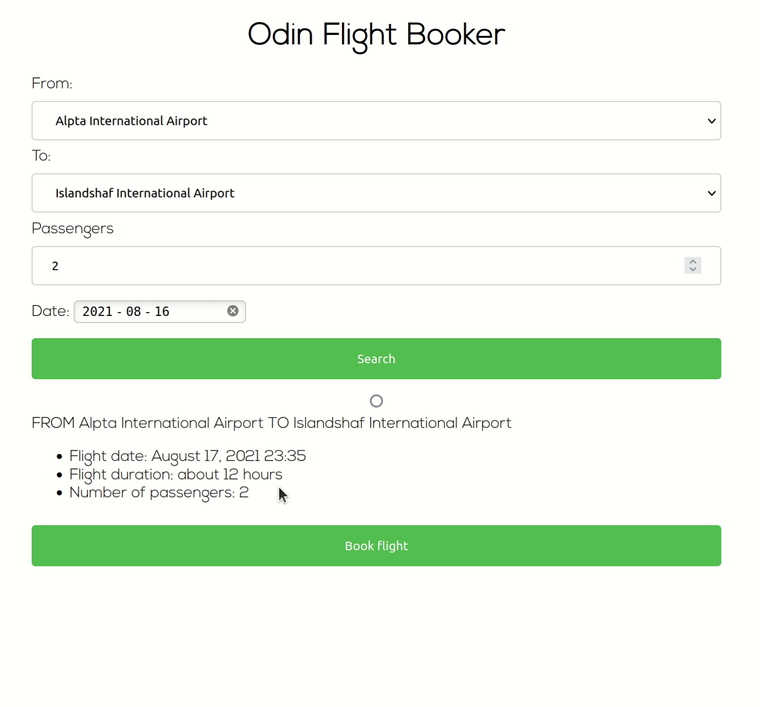 Odin Flight Booker
From:
Alpta International Airport
To:
Islandshaf International Airport
Passengers
2
Date: 2021 - 08 - 16
Search
FROM Alpta International Airport TO Islandshaf International Airport
Flight date: August 17, 2021 23:35
Flight duration: about 12 hours
Number of passengers: 2
Book flight